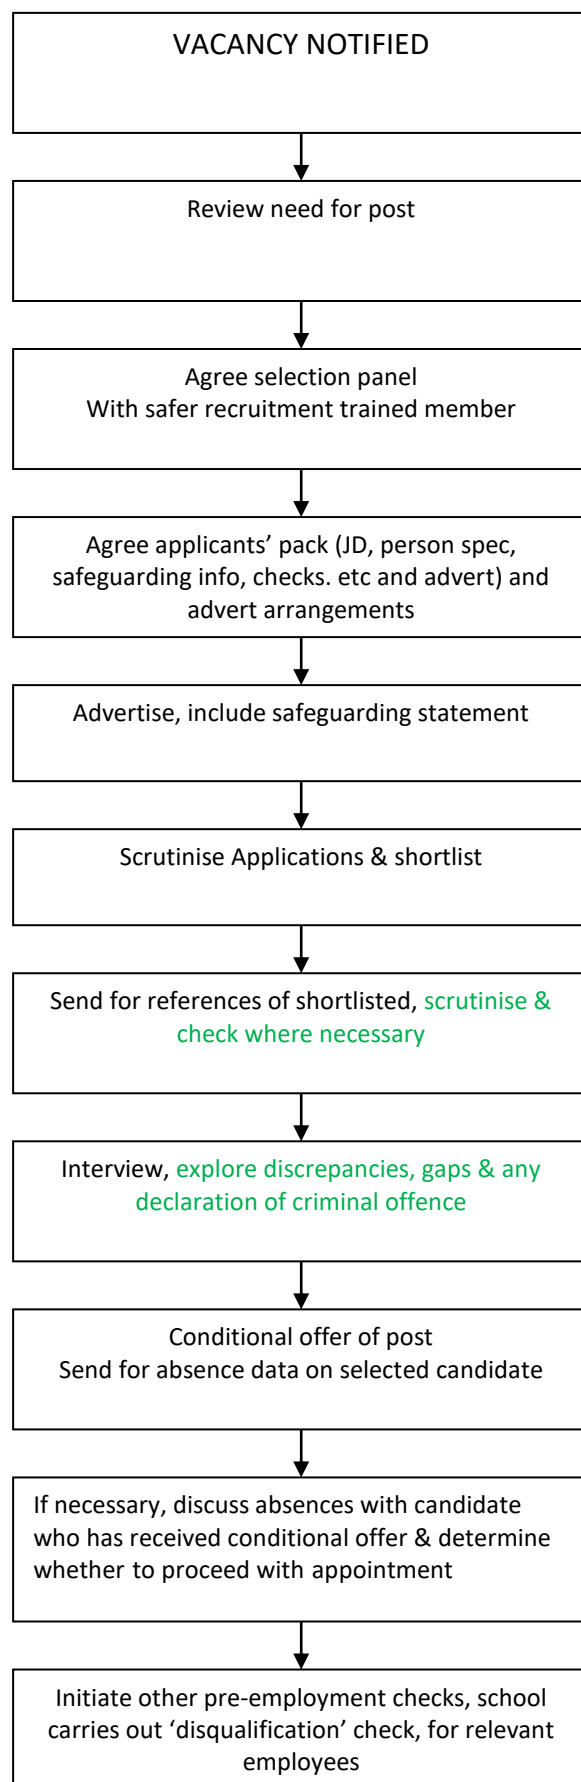 VACANCY NOTIFIED
Review need for post
Agree selection panel
With safer recruitment trained member
Agree applicants’ pack (JD, person spec,
safeguarding info, checks. etc and advert) and
advert arrangements
Advertise, include safeguarding statement
Scrutinise Applications & shortlist
Send for references of shortlisted, scrutinise &
check where necessary
Interview, explore discrepancies, gaps & any
declaration of criminal offence
Conditional offer of post
Send for absence data on selected candidate
If necessary, discuss absences with candidate
who has received conditional offer & determine
whether to proceed with appointment
Initiate other pre-employment checks, school
carries out ‘disqualification’ check, for relevant
employees